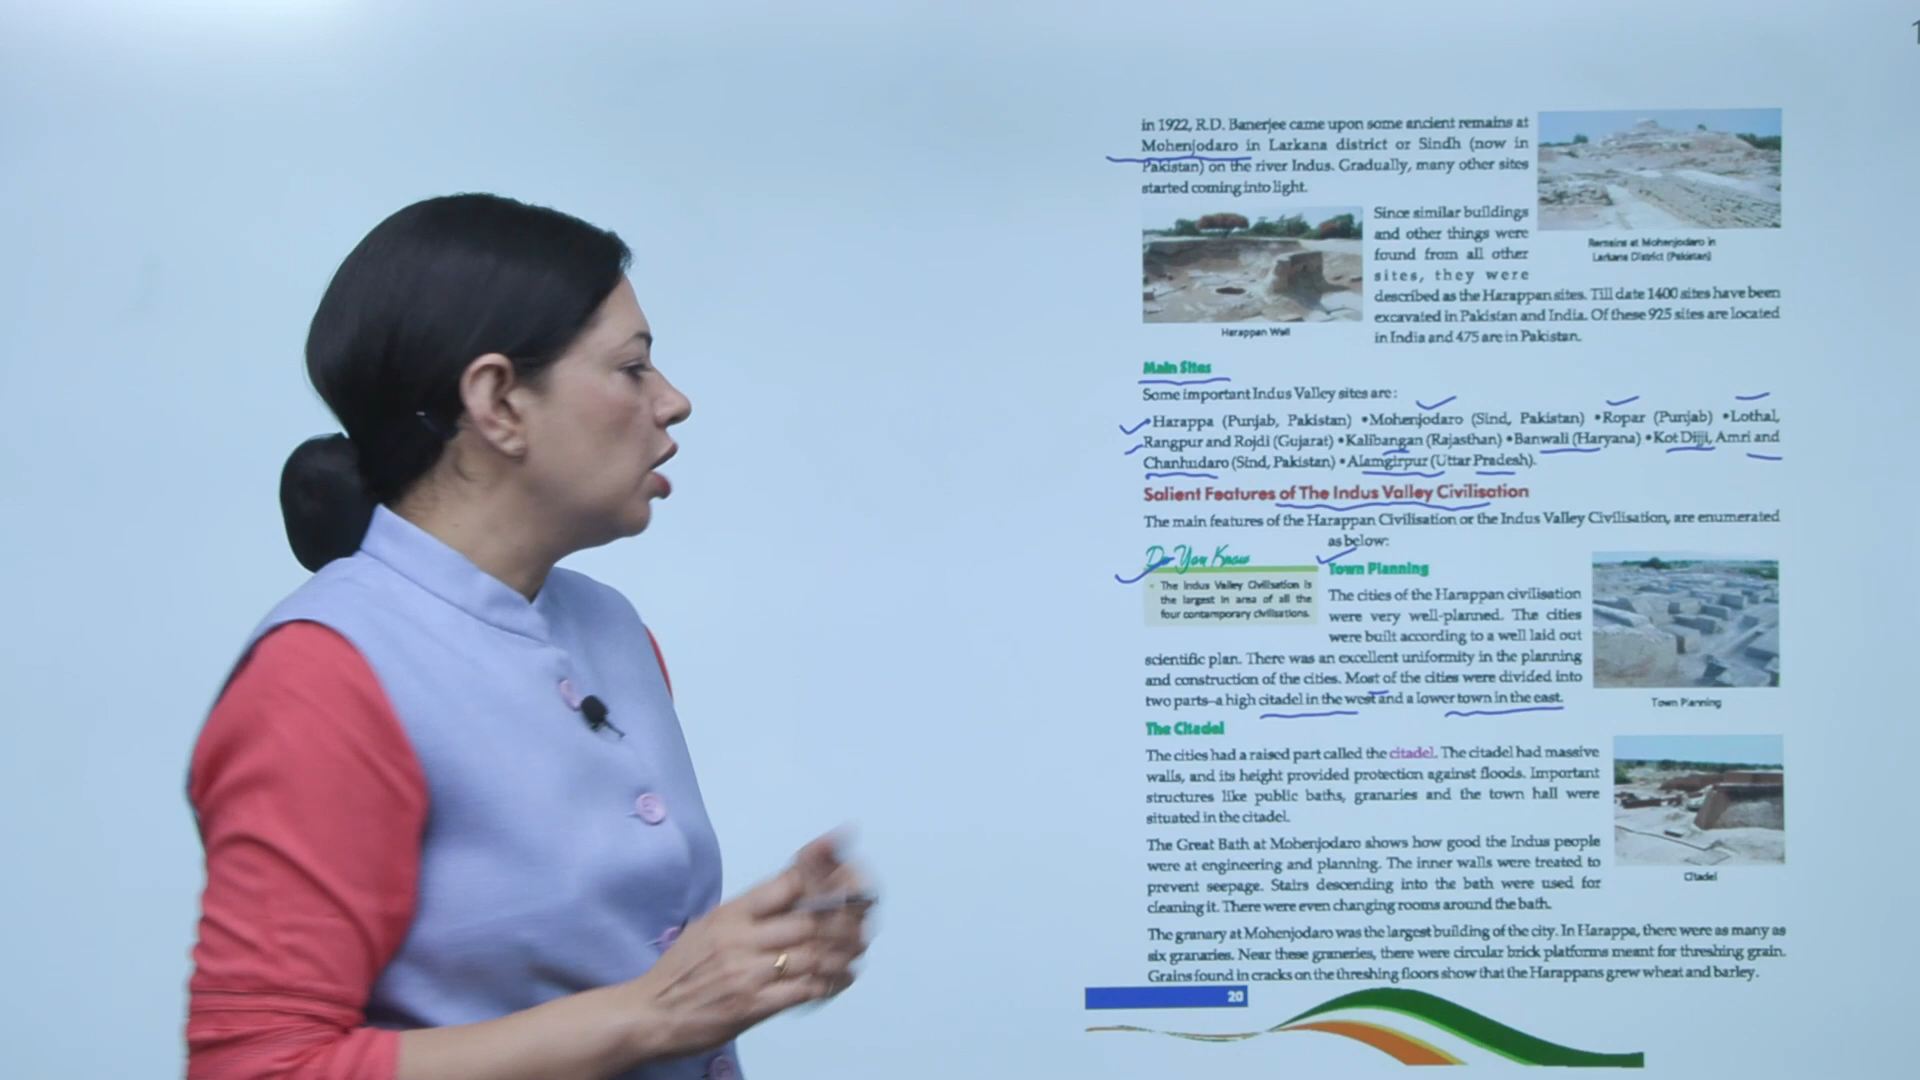 1
in 1922, R.D. Banerjee came upon some ancient remains at
Mohenjodaro in Larkana district or Sindh (now in
Pakistan) on the river Indus. Gradually, many other sites
started coming into light.
Remains at Mohenjodaro in
Larkana District (Pakistan)
Since similar buildings
and other things were
found from all other
sites, they were
described as the Harappan sites. Till date 1400 sites have been
excavated in Pakistan and India. Of these 925 sites are located
in India and 475 are in Pakistan.
Harappan Well
Main Sites
Some important Indus Valley sites are:
•Harappa (Punjab, Pakistan) •Mohenjodaro (Sind, Pakistan) •Ropar (Punjab) •Lothal,
Rangpur and Rojdi (Gujarat) •Kalibangan (Rajasthan) •Banwali (Haryana) •Kot Dijji, Amri and
Chanhudaro (Sind, Pakistan) •Alamgirpur (Uttar Pradesh).
Salient Features of The Indus Valley Civilisation
The main features of the Harappan Civilisation or the Indus Valley Civilisation, are enumerated
as below:
Do You Know
The Indus Valley Civilisation is
the largest in area of all the
four contemporary civilisations.
Town Planning
The cities of the Harappan civilisation
were very well-planned. The cities
were built according to a well laid out
scientific plan. There was an excellent uniformity in the planning
and construction of the cities. Most of the cities were divided into
two parts–a high citadel in the west and a lower town in the east.
Town Planning
The Citadel
The cities had a raised part called the citadel. The citadel had massive
walls, and its height provided protection against floods. Important
structures like public baths, granaries and the town hall were
situated in the citadel.
Citadel
The Great Bath at Mohenjodaro shows how good the Indus people
were at engineering and planning. The inner walls were treated to
prevent seepage. Stairs descending into the bath were used for
cleaning it. There were even changing rooms around the bath.
The granary at Mohenjodaro was the largest building of the city. In Harappa, there were as many as
six granaries. Near these graneries, there were circular brick platforms meant for threshing grain.
Grains found in cracks on the threshing floors show that the Harappans grew wheat and barley.
20